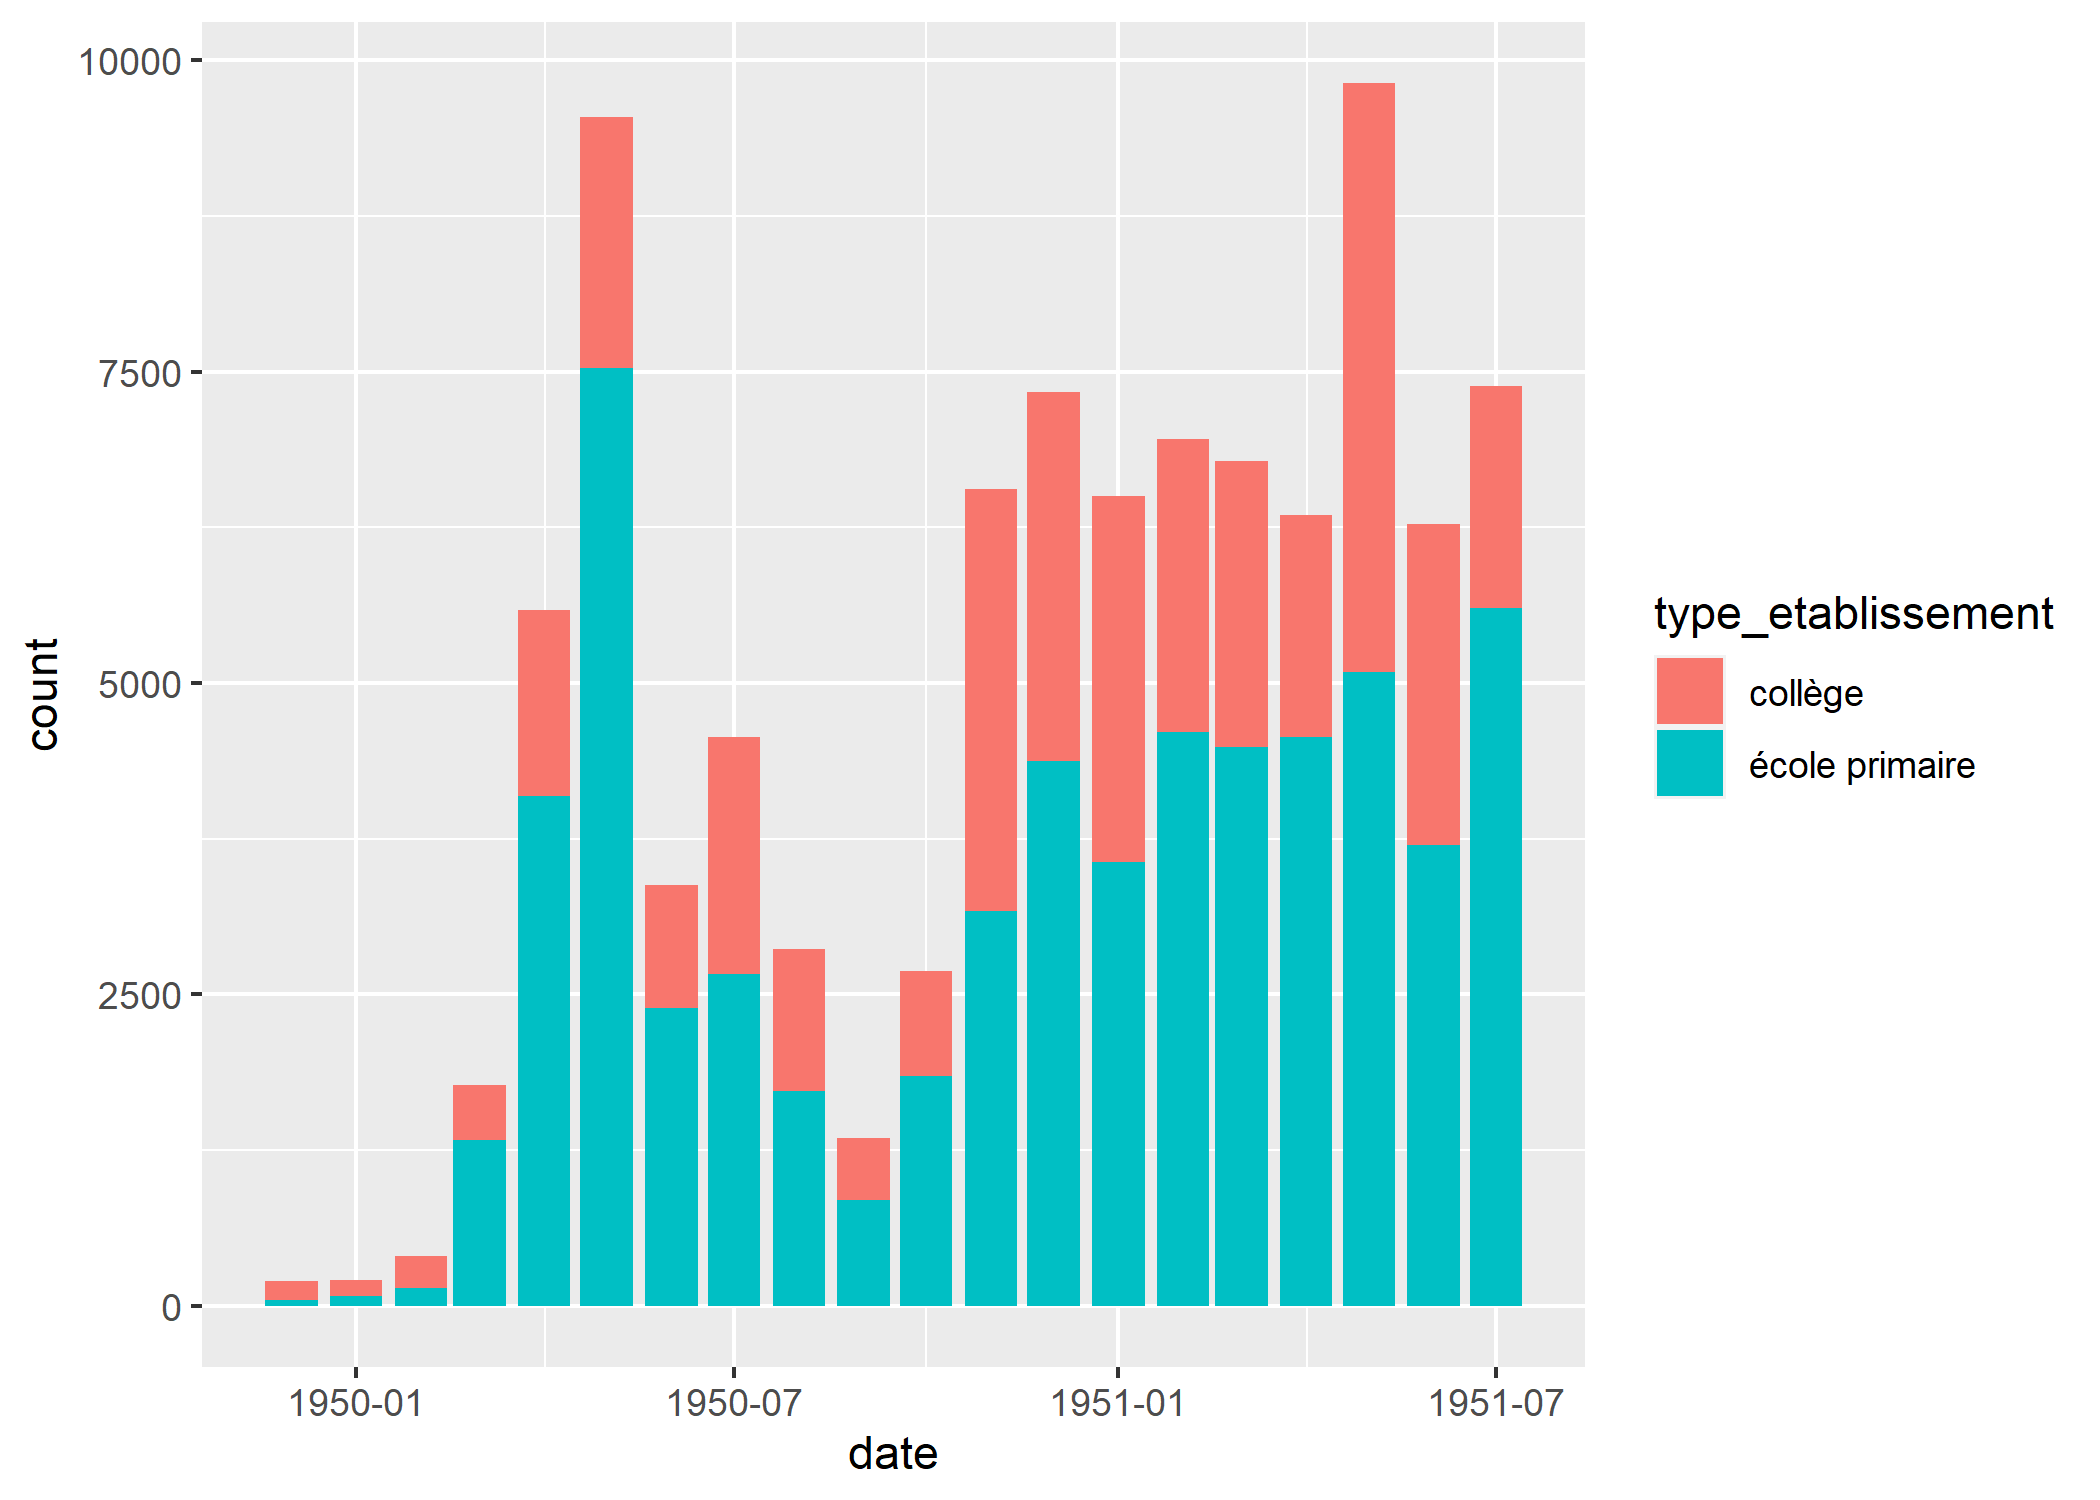 10000
7500
5000
2500
0
count
1950-01
1950-07
1951-01
1951-07
date
type_etablissement
collège
école primaire